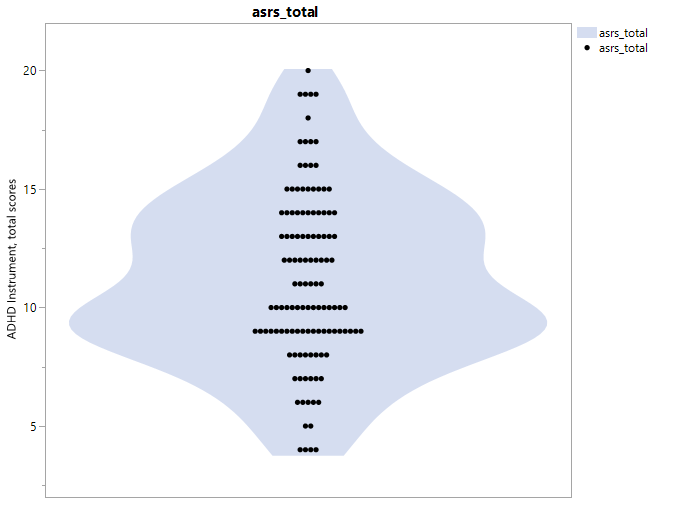 asrs_total
asrs_total
asrs_total
ADHD Instrument, total scores
20
15
10
5